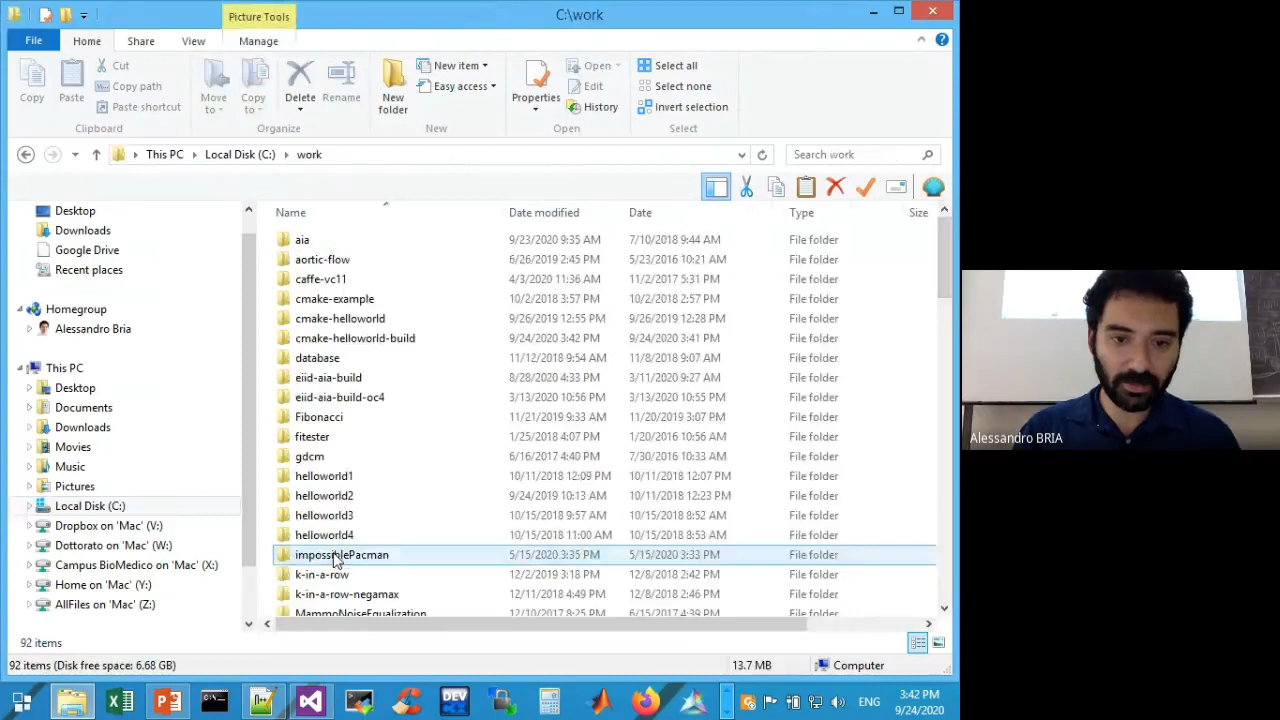 Picture Tools
C:\work
File Home Share View Manage
Copy
Paste
Cut
Copy path
Paste shortcut
Clipboard
Move to
Copy to
Delete
Rename
Organize
New folder
New item
Easy access
New
Properties
Open
Edit
History
Open
Select all
Select none
Invert selection
Select
This PC Local Disk (C:) work
Search work
Name Date modified Date Type Size
Desktop
Downloads
Google Drive
Recent places
Homegroup
Alessandro Bria
This PC
Desktop
Documents
Downloads
Movies
Music
Pictures
Local Disk (C:)
Dropbox on 'Mac' (V:)
Dottorato on 'Mac' (W:)
Campus BioMedico on 'Mac' (X:)
Home on 'Mac' (Y:)
AllFiles on 'Mac' (Z:)
aia 9/23/2020 9:35 AM 7/10/2018 9:44 AM File folder
aortic-flow 6/26/2019 2:45 PM 5/23/2016 10:21 AM File folder
caffe-vc11 4/3/2020 11:36 AM 11/2/2017 5:31 PM File folder
cmake-example 10/2/2018 3:57 PM 10/2/2018 2:57 PM File folder
cmake-helloworld 9/26/2019 12:55 PM 9/26/2019 12:28 PM File folder
cmake-helloworld-build 9/24/2020 3:42 PM 9/24/2020 3:41 PM File folder
database 11/12/2018 9:54 AM 11/8/2018 9:07 AM File folder
eiid-aia-build 8/28/2020 4:33 PM 3/11/2020 9:27 AM File folder
eiid-aia-build-oc4 3/13/2020 10:56 PM 3/13/2020 10:55 PM File folder
Fibonacci 11/21/2019 9:33 AM 11/20/2019 3:07 PM File folder
fitester 1/25/2018 4:07 PM 1/20/2016 10:56 AM File folder
gdcm 6/16/2017 4:40 PM 7/30/2016 10:33 AM File folder
helloworld1 10/11/2018 12:09 PM 10/11/2018 12:07 PM File folder
helloworld2 9/24/2019 10:13 AM 10/11/2018 12:23 PM File folder
helloworld3 10/15/2018 9:57 AM 10/15/2018 8:52 AM File folder
helloworld4 10/15/2018 11:00 AM 10/15/2018 8:53 AM File folder
impossiblePacman 5/15/2020 3:35 PM 5/15/2020 3:33 PM File folder
k-in-a-row 12/2/2019 3:18 PM 12/8/2018 2:42 PM File folder
k-in-a-row-negamax 12/11/2018 4:49 PM 12/8/2018 2:46 PM File folder
MammoNoiseEqualization 12/10/2017 8:25 PM 6/15/2017 4:39 PM File folder
92 items
92 items (Disk free space: 6.68 GB) 13.7 MB Computer
DEV
ENG
3:42 PM
9/24/2020
Alessandro BRIA